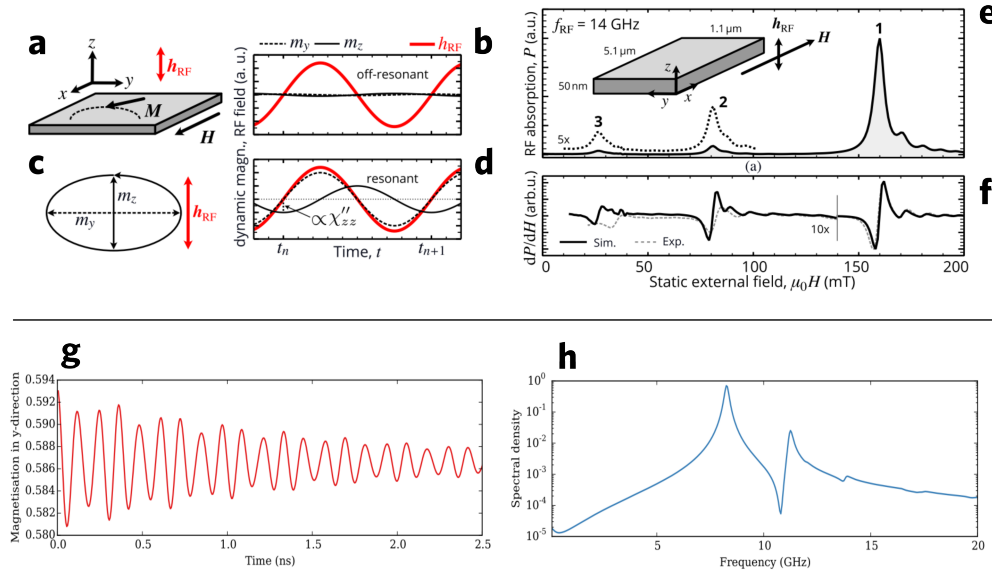 a
z
y
x
h_RF
M
H
b
m_y m_z h_RF
off-resonant
dynamic magn., RF field (a. u.)
c
m_z
m_y
h_RF
d
resonant
∝χ''_zz
t_n t_n+1
Time, t
e
f_RF = 14 GHz
1.1 μm
5.1 μm
50 nm
h_RF
H
z
y x
RF absorption, P (a.u.)
1
2
3
5x
(a)
f
dP/dH (arb.u)
10x
Sim. Exp.
0 50 100 150 200
Static external field, μ₀H (mT)
g
Magnetisation in y-direction
0.594
0.592
0.590
0.588
0.586
0.584
0.582
0.580
0.0 0.5 1.0 1.5 2.0 2.5
Time (ns)
h
Spectral density
10⁰
10⁻¹
10⁻²
10⁻³
10⁻⁴
10⁻⁵
5 10 15 20
Frequency (GHz)